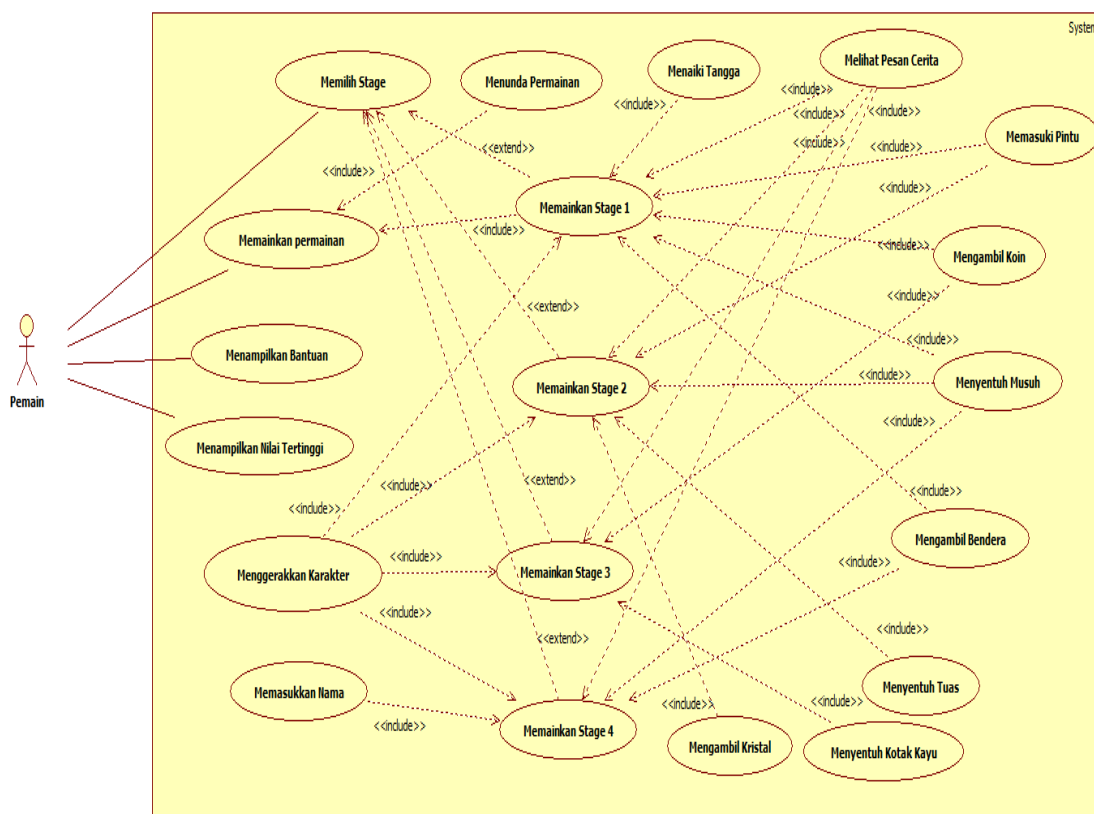 System
Melihat Pesan Cerita
Menaiki Tangga
Memilih Stage
Menunda Permainan
<<include>>
<<include>>
<<include>>
<<include>>
Memasuki Pintu
<<include>>
<<include>>
<<extend>>
<<include>>
<<include>>
<<include>>
Memainkan Stage 1
<<include>>
Memainkan permainan
<<include>>
Mengambil Koin
<<include>>
<<extend>>
Pemain
Menampilkan Bantuan
Memainkan Stage 2
<<include>>
Menyentuh Musuh
<<include>>
Menampilkan Nilai Tertinggi
<<include>>
<<extend>>
<<include>>
<<include>>
Mengambil Bendera
<<include>>
Menggerakkan Karakter
Memainkan Stage 3
<<include>>
<<include>>
<<include>>
<<extend>>
Memasukkan Nama
Menyentuh Tuas
<<include>>
<<include>>
<<include>>
Memainkan Stage 4
Mengambil Kristal
Menyentuh Kotak Kayu